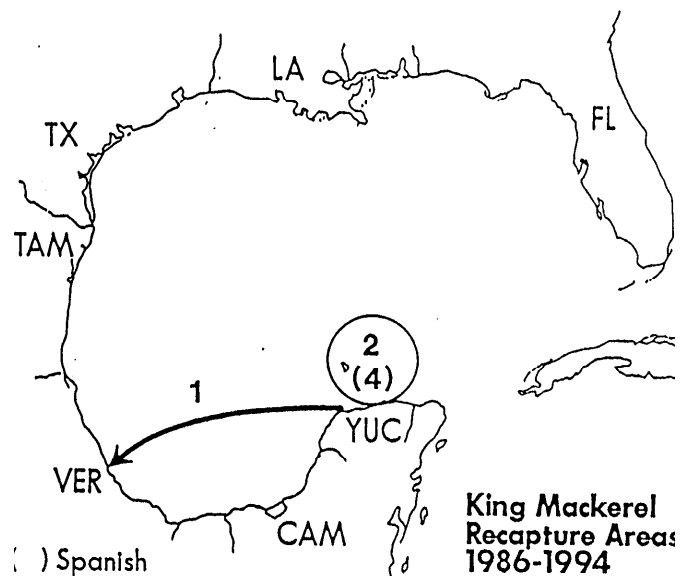 LA
TX
FL
TAM
2
(4)
1
YUC
VER
CAM
King Mackerel
Recapture Areas
1986-1994
( ) Spanish